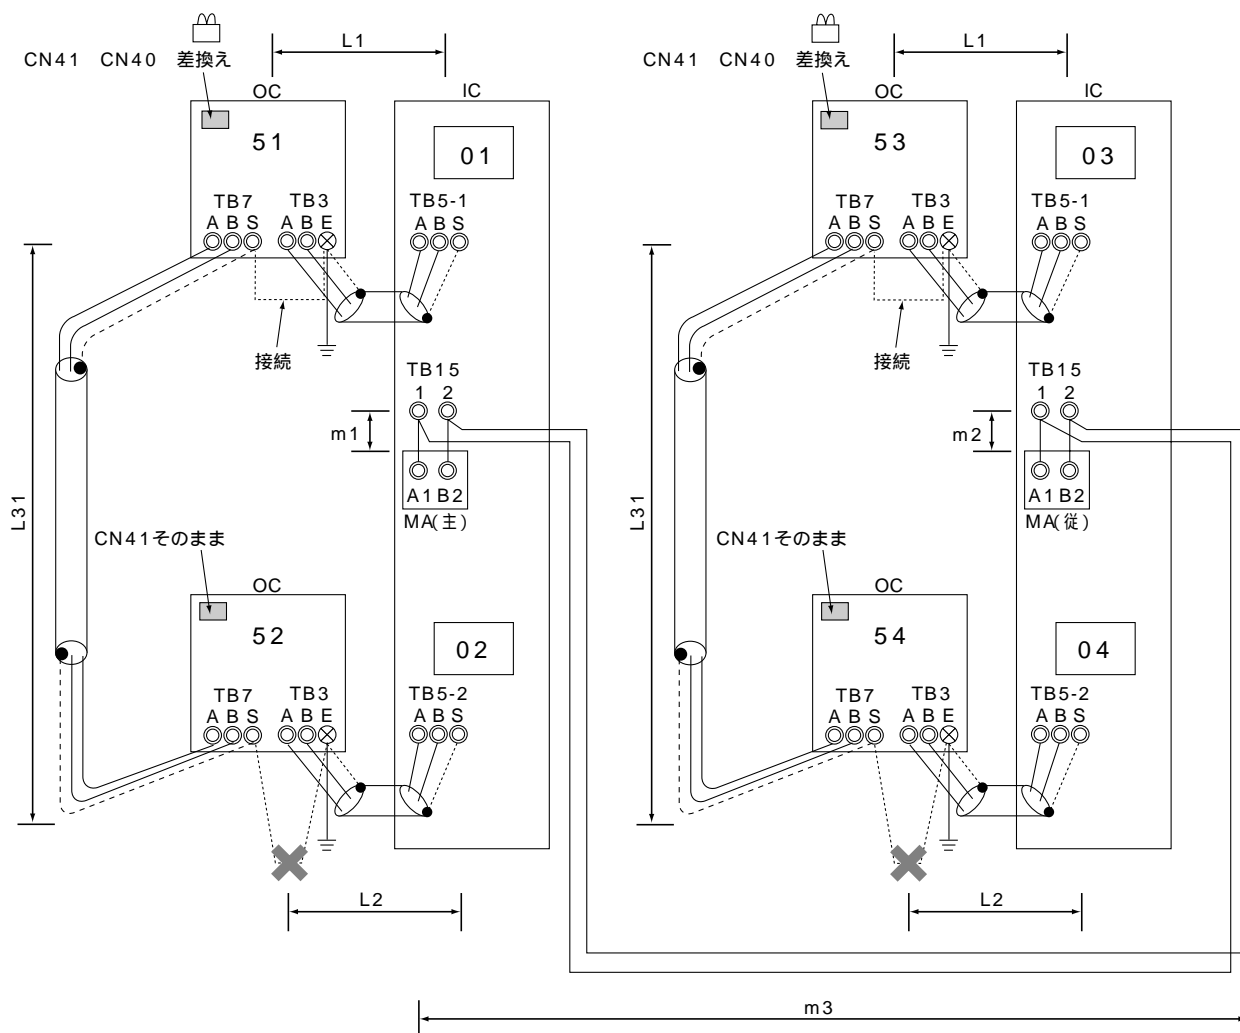 L1
L1
CN41 CN40 差換え
CN41 CN40 差換え
OC
IC
OC
IC
51
01
53
03
TB7
TB3
TB5-1
TB7
TB3
TB5-1
A B S
A B E
A B S
A B S
A B E
A B S
接続
接続
TB15
1 2
TB15
1 2
m1
m2
A1 B2
A1 B2
MA(主)
MA(従)
L31
L31
CN41そのまま
CN41そのまま
OC
OC
52
02
54
04
TB7
TB3
TB5-2
TB7
TB3
TB5-2
A B S
A B E
A B S
A B S
A B E
A B S
L2
L2
m3